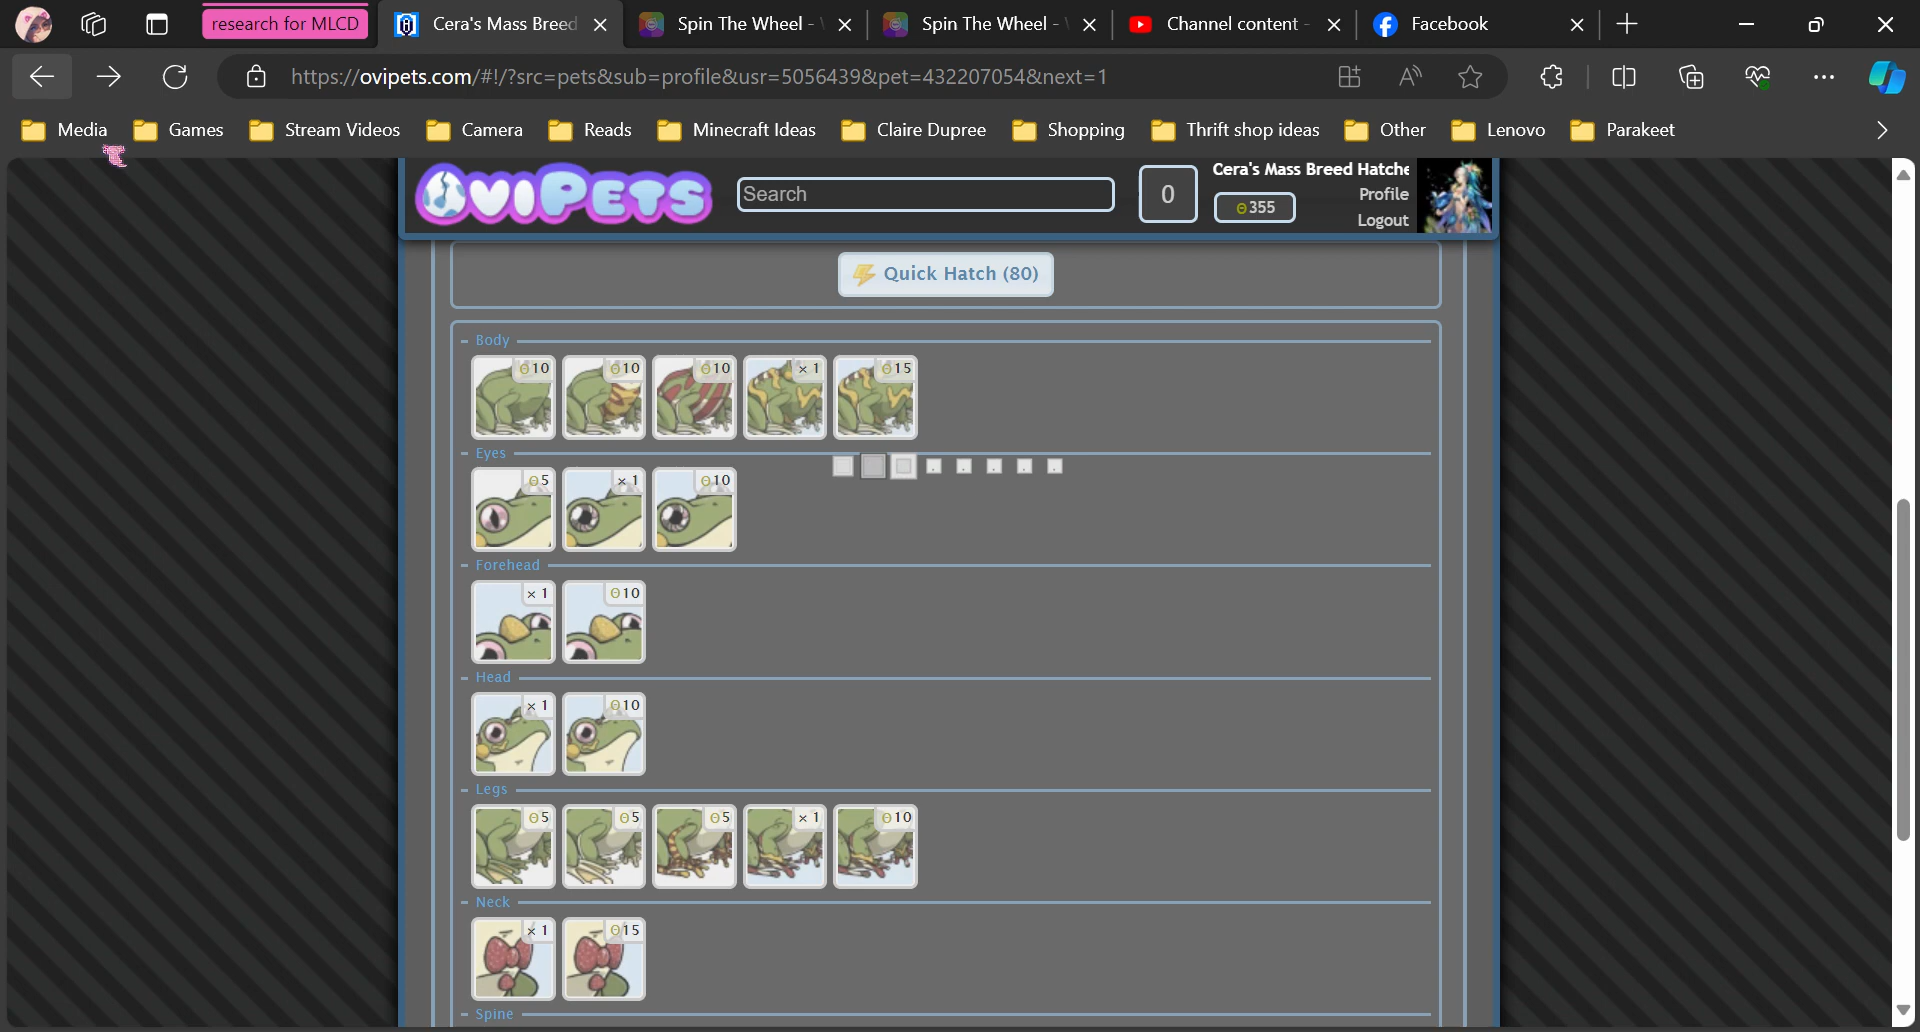 research for MLCD
Cera's Mass Breed
Spin The Wheel -
Spin The Wheel -
Channel content -
Facebook
https://ovipets.com/#!/?src=pets&sub=profile&usr=5056439&pet=432207054&next=1
Media
Games
Stream Videos
Camera
Reads
Minecraft Ideas
Claire Dupree
Shopping
Thrift shop ideas
Other
Lenovo
Parakeet
OviPets
Search
0
Cera's Mass Breed Hatche
355
Profile
Logout
Quick Hatch (80)
Body
10
10
10
× 1
15
Eyes
5
× 1
10
Forehead
× 1
10
Head
× 1
10
Legs
5
5
5
× 1
10
Neck
× 1
15
Spine